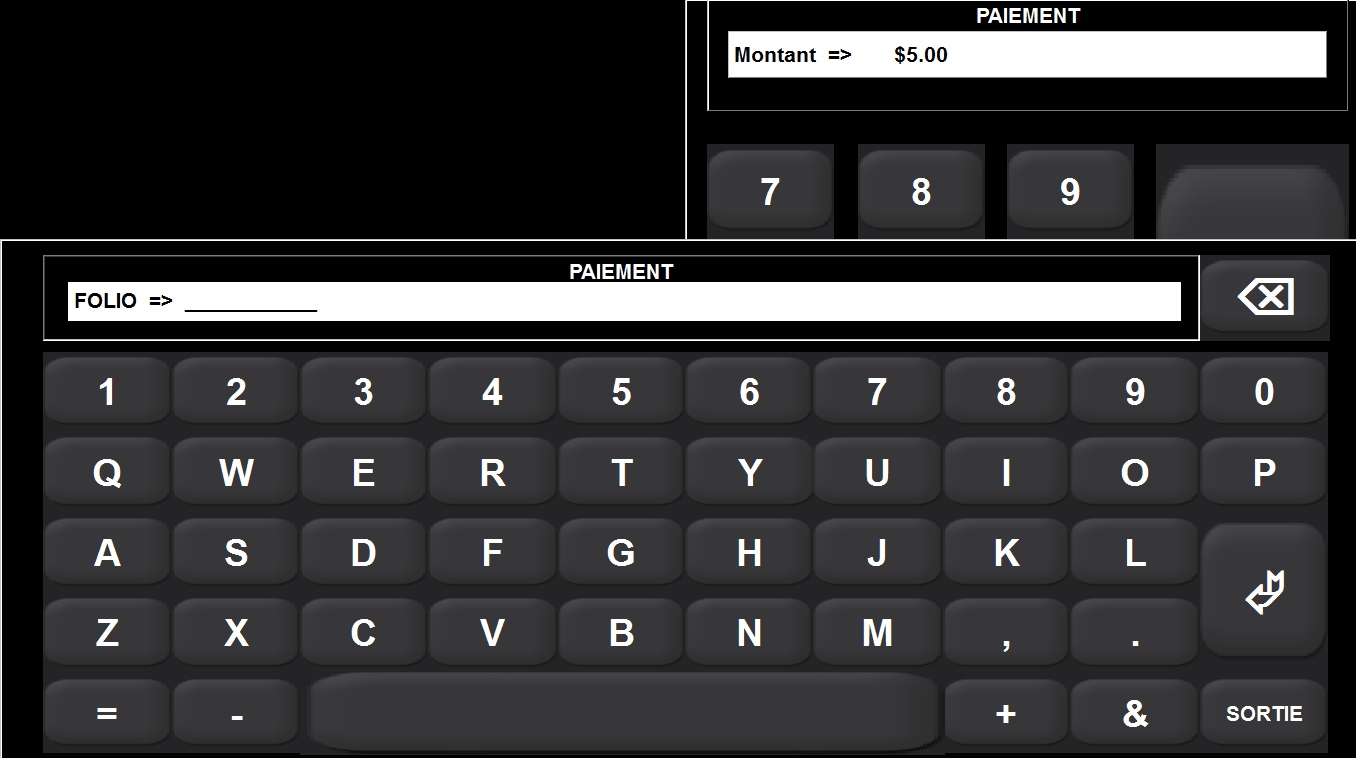 PAIEMENT
Montant => $5.00
7 8 9
PAIEMENT
FOLIO => ____________
1 2 3 4 5 6 7 8 9 0
Q W E R T Y U I O P
A S D F G H J K L
Z X C V B N M , .
= - + & SORTIE